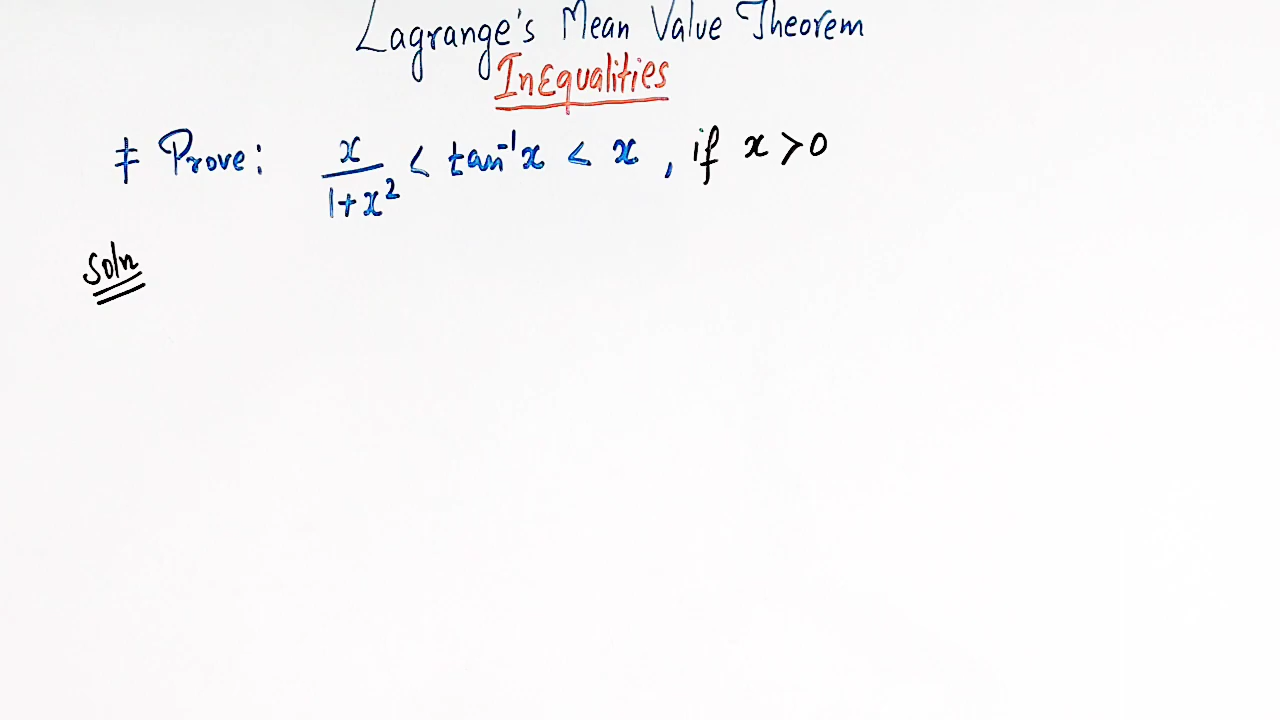 Lagrange's Mean Value Theorem
Inequalities
# Prove: x/(1+x²) < tan⁻¹x < x , if x > 0
Soln